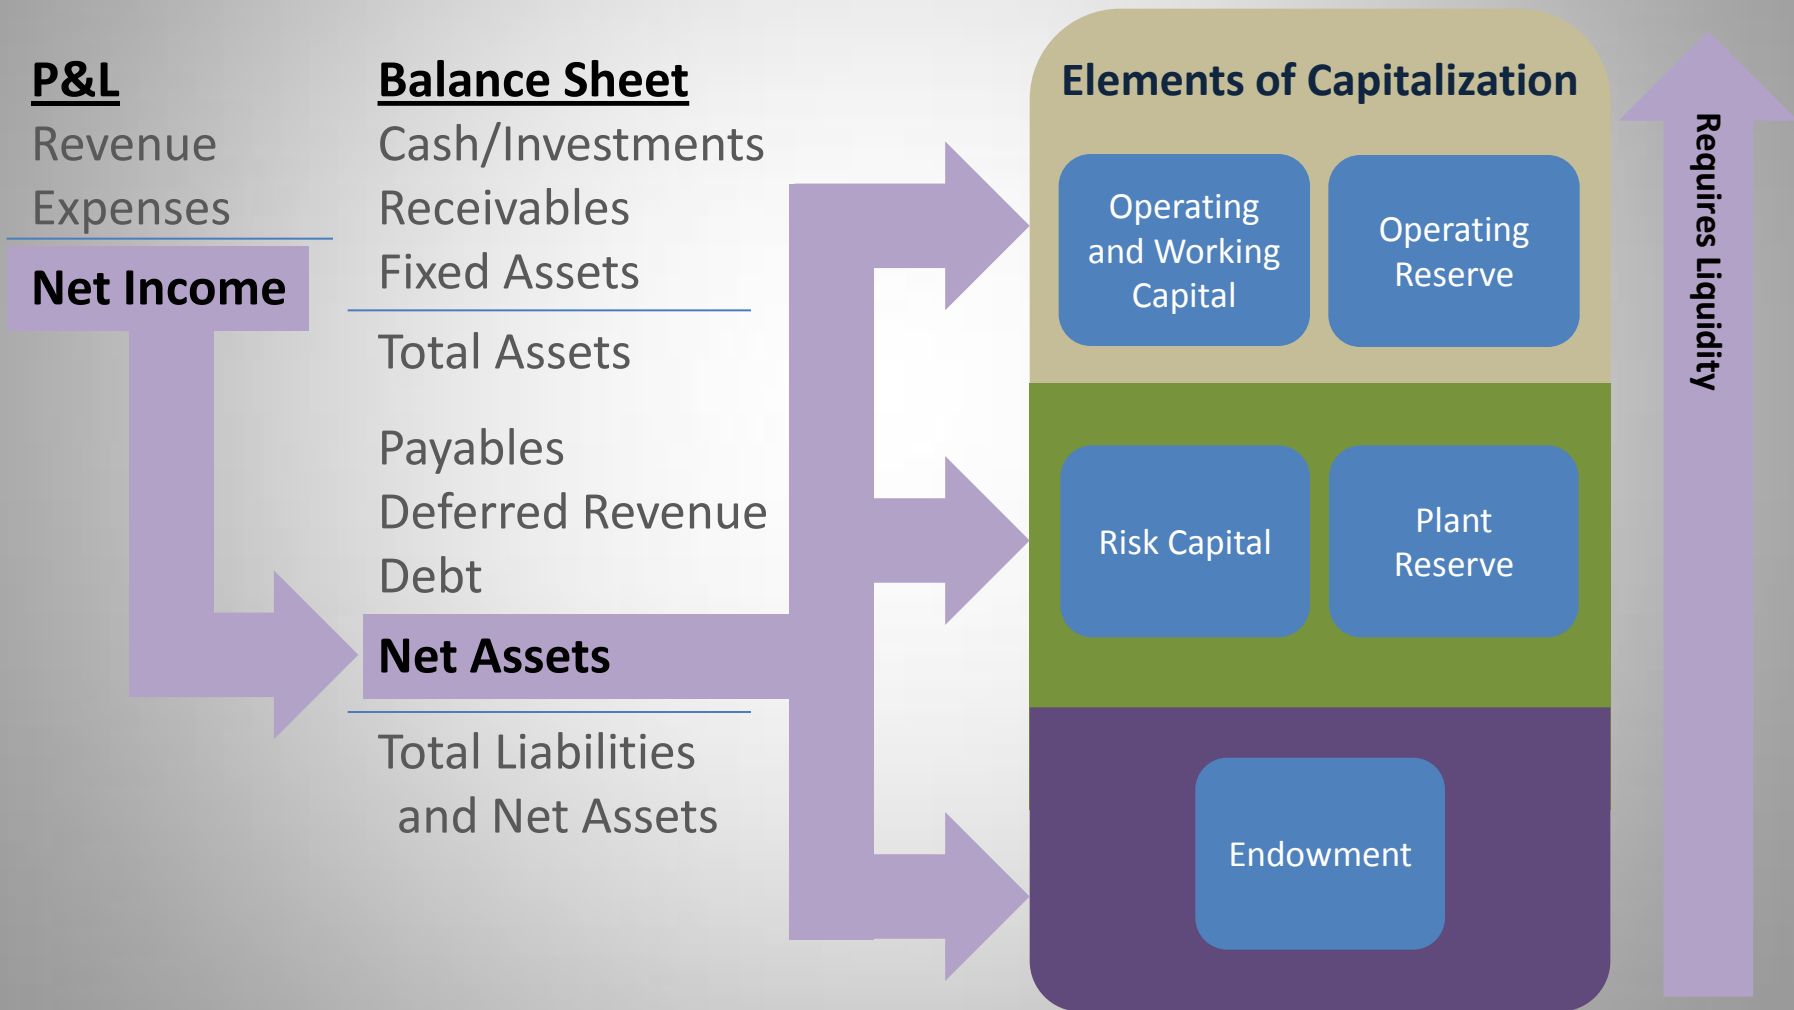 P&L
Revenue
Expenses
Net Income
Balance Sheet
Cash/Investments
Receivables
Fixed Assets
Total Assets
Payables
Deferred Revenue
Debt
Net Assets
Total Liabilities
and Net Assets
Elements of Capitalization
Operating
and Working
Capital
Operating
Reserve
Risk Capital
Plant
Reserve
Endowment
Requires Liquidity